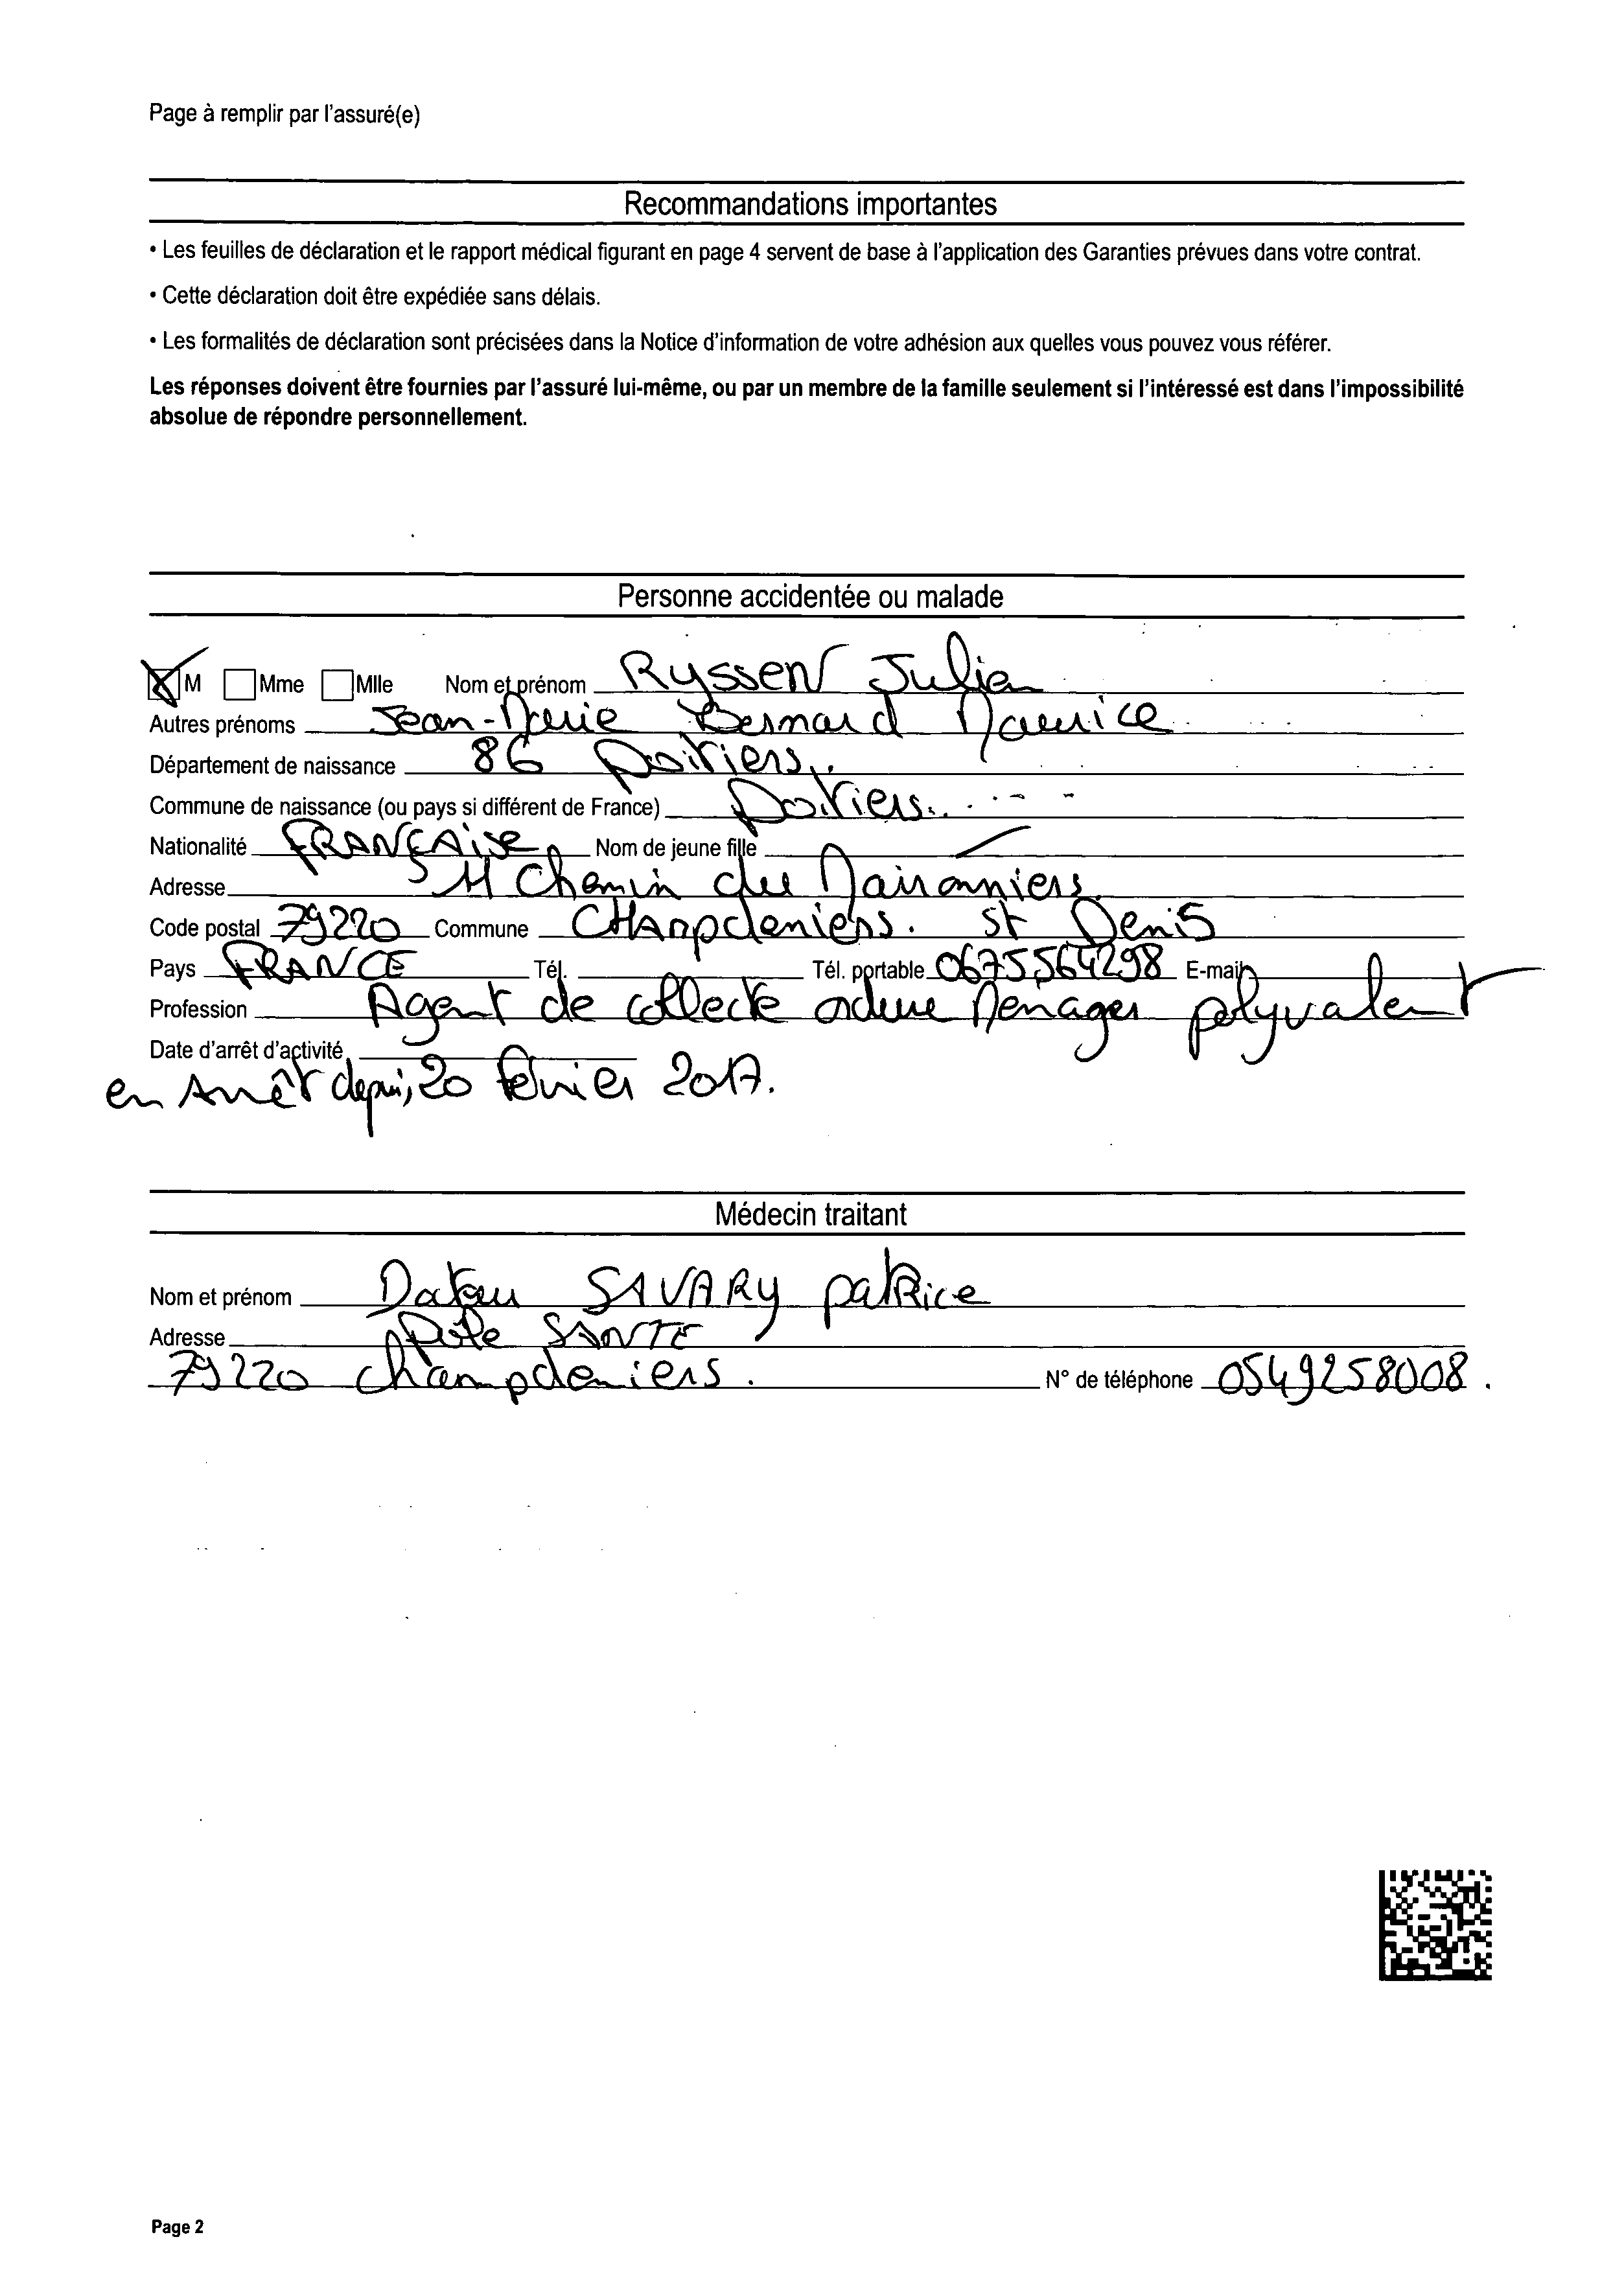 Page à remplir par l'assuré(e)
Recommandations importantes
• Les feuilles de déclaration et le rapport médical figurant en page 4 servent de base à l'application des Garanties prévues dans votre contrat.
• Cette déclaration doit être expédiée sans délais.
• Les formalités de déclaration sont précisées dans la Notice d'information de votre adhésion aux quelles vous pouvez vous référer.
Les réponses doivent être fournies par l'assuré lui-même, ou par un membre de la famille seulement si l'intéressé est dans l'impossibilité
absolue de répondre personnellement.
Personne accidentée ou malade
M Mme Mlle Nom et prénom Ryssen Julien
Autres prénoms Jean-Marie Bernard Maurice
Département de naissance 86 Poitiers
Commune de naissance (ou pays si différent de France) Poitiers
Nationalité FRANÇAISE Nom de jeune fille
Adresse 11 Chemin du
Code postal 79220 Commune CHAmpdeniers. St Denis
Pays FRANCE Tél. Tél. portable 0675564298 E-mail
Profession Agent de collecte ordure Menager polyvalent
Date d'arrêt d'activité
en Arrêt depuis 20 février 2017.
Médecin traitant
Nom et prénom Docteur SAVARY patrice
Adresse Pôle SANTE
79220 champdeniers. N° de téléphone 0549258008.
Page 2